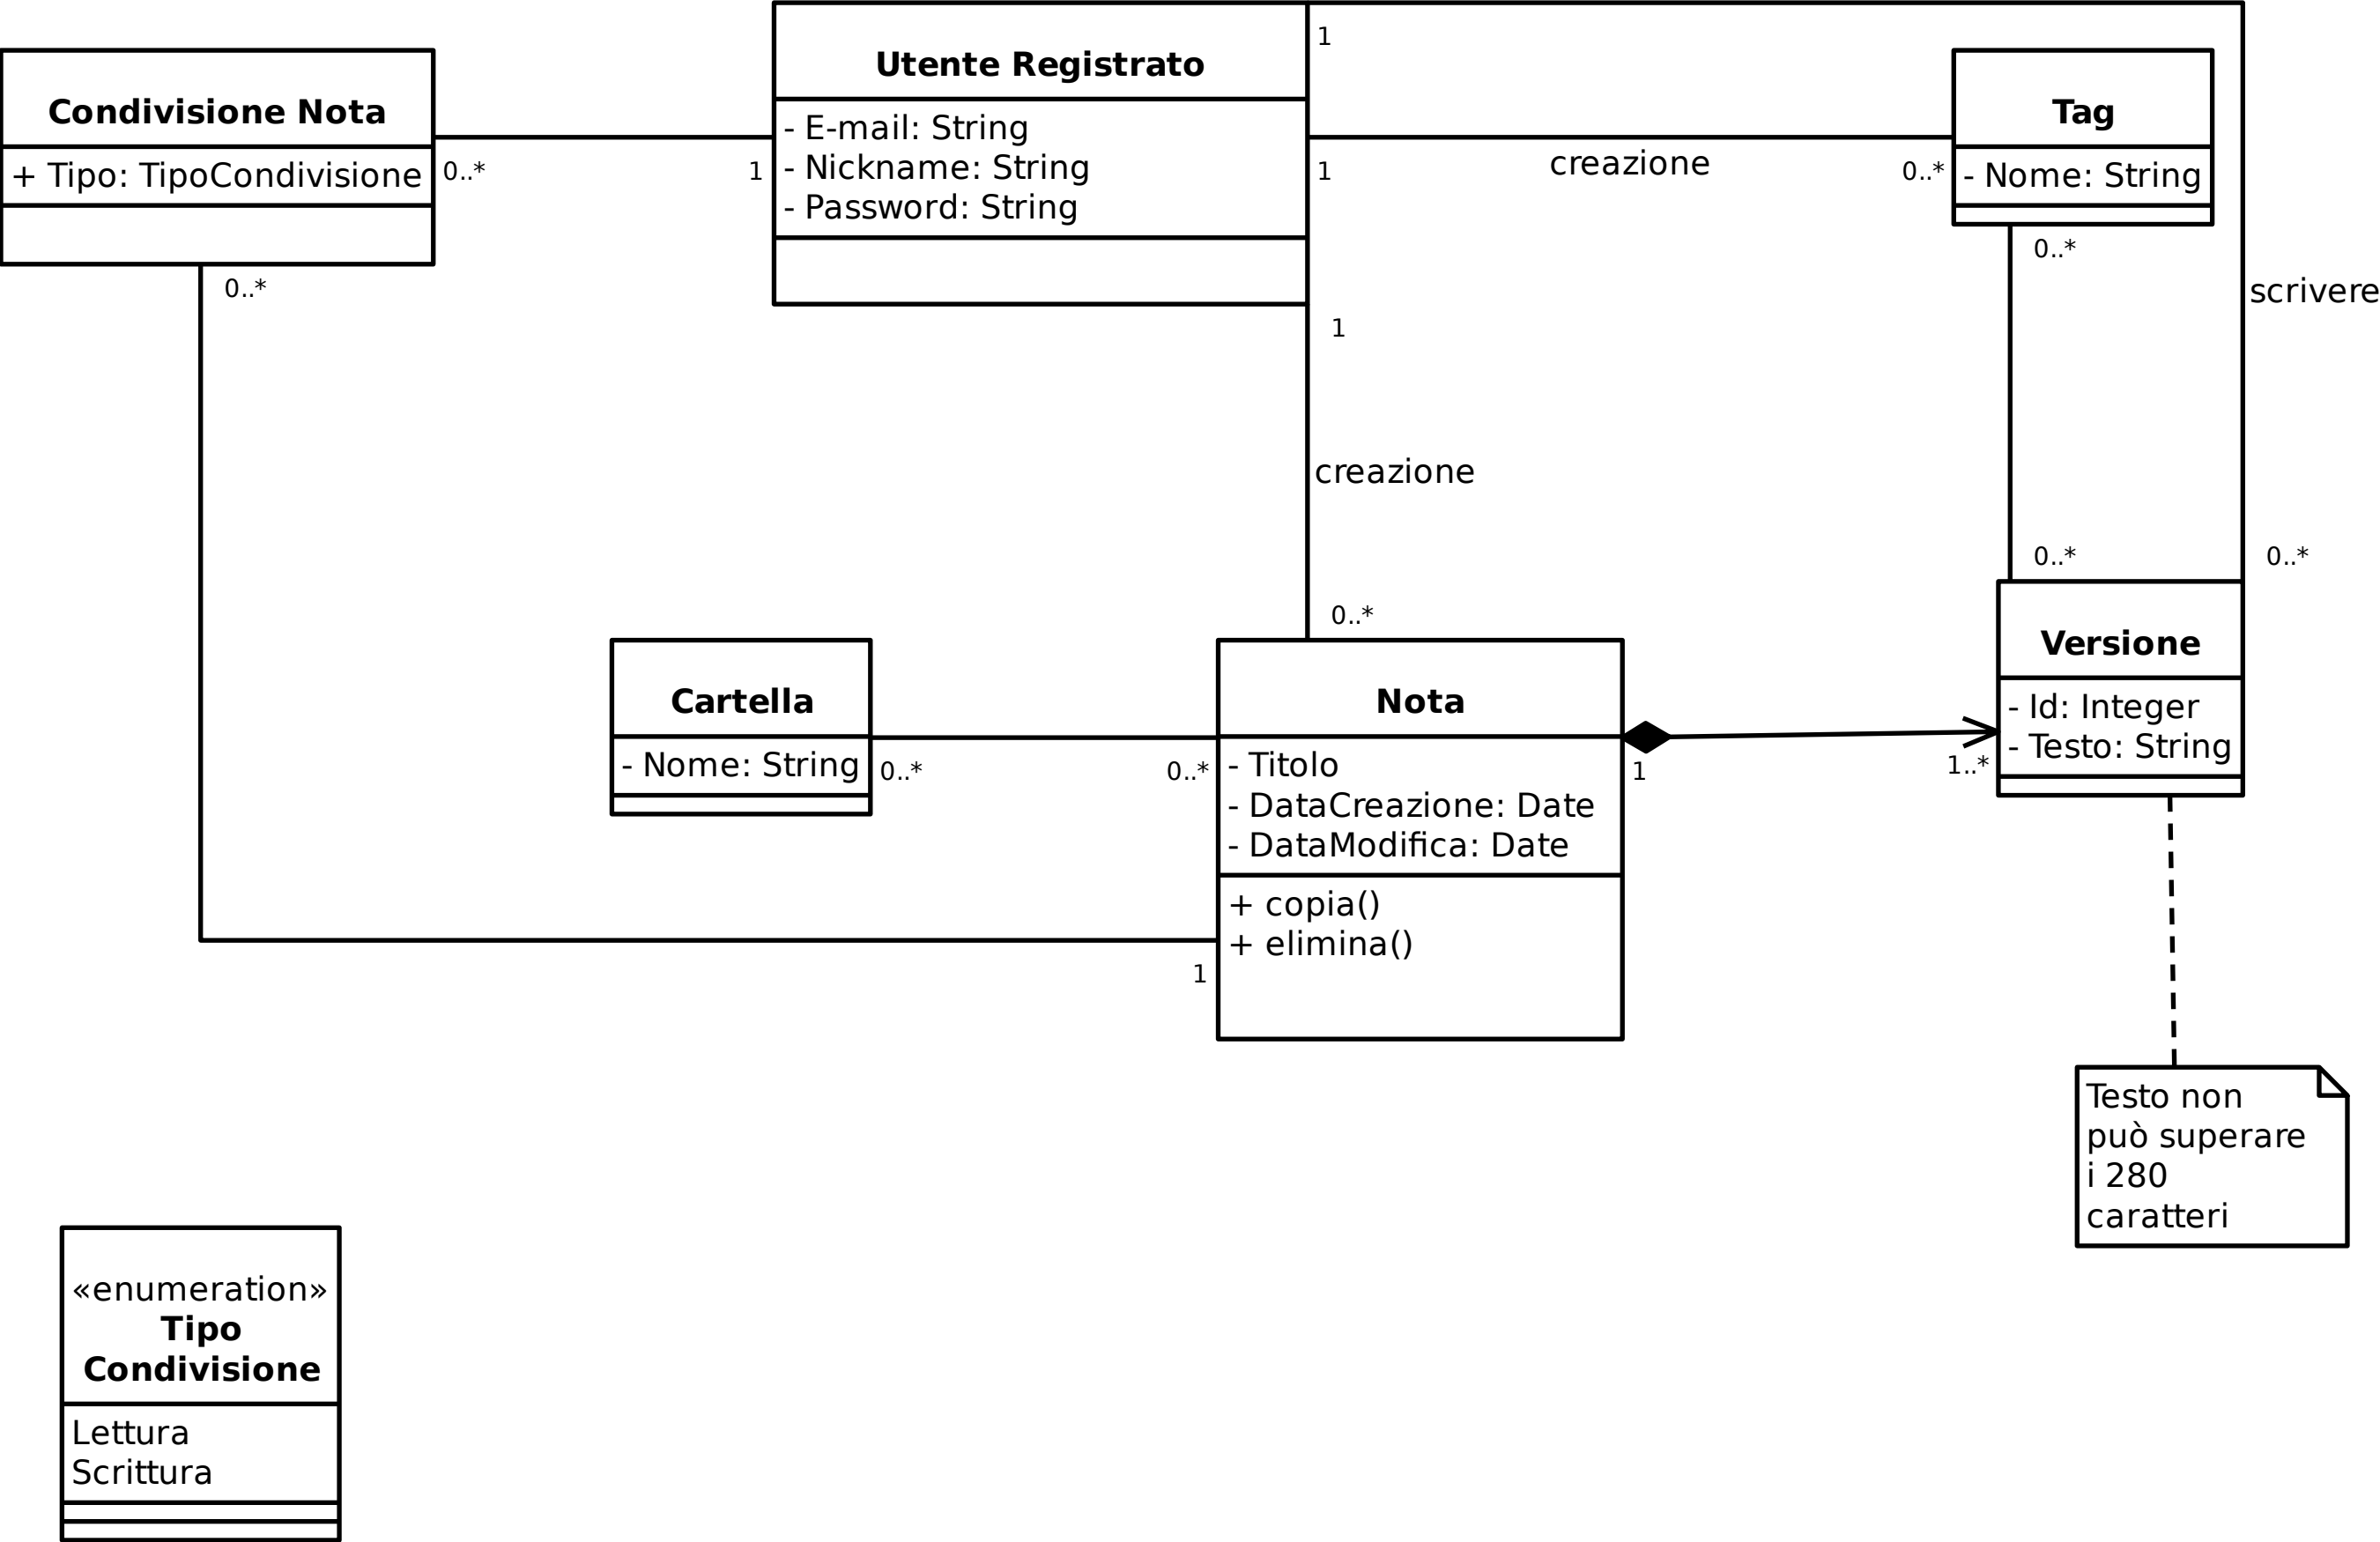 Condivisione Nota
+ Tipo: TipoCondivisione
0..*
1
0..*
Utente Registrato
- E-mail: String
- Nickname: String
- Password: String
1
1
creazione
0..*
Tag
- Nome: String
0..*
scrivere
1
creazione
0..*
0..*
0..*
Cartella
- Nome: String
0..*
0..*
Nota
- Titolo
- DataCreazione: Date
- DataModifica: Date
+ copia()
+ elimina()
1
1
1..*
Versione
- Id: Integer
- Testo: String
Testo non
può superare
i 280
caratteri
«enumeration»
Tipo
Condivisione
Lettura
Scrittura